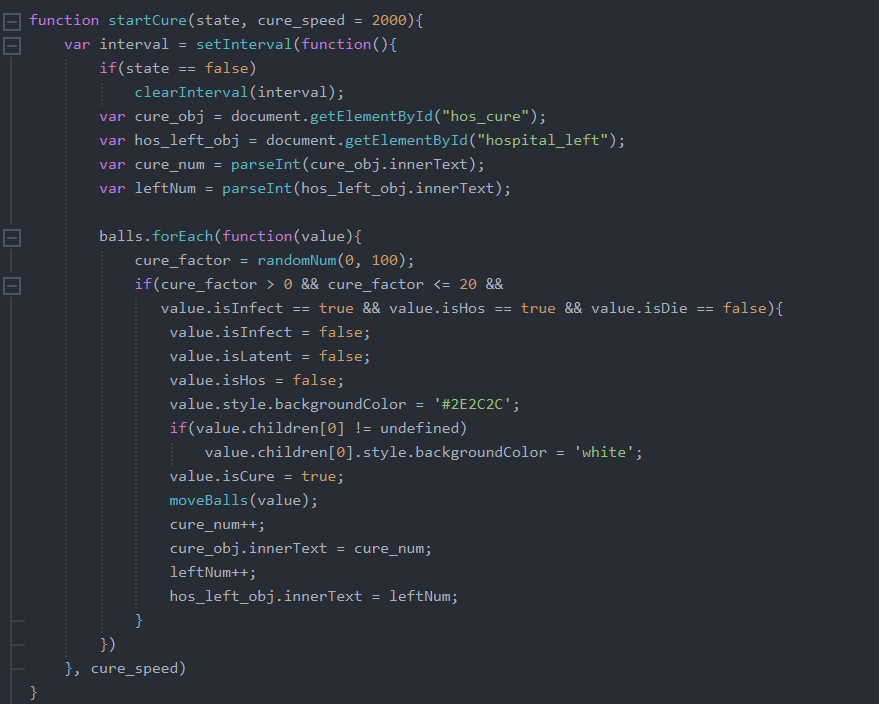 function startCure(state, cure_speed = 2000){
    var interval = setInterval(function(){
        if(state == false)
            clearInterval(interval);
        var cure_obj = document.getElementById("hos_cure");
        var hos_left_obj = document.getElementById("hospital_left");
        var cure_num = parseInt(cure_obj.innerText);
        var leftNum = parseInt(hos_left_obj.innerText);

        balls.forEach(function(value){
            cure_factor = randomNum(0, 100);
            if(cure_factor > 0 && cure_factor <= 20 &&
               value.isInfect == true && value.isHos == true && value.isDie == false){
                value.isInfect = false;
                value.isLatent = false;
                value.isHos = false;
                value.style.backgroundColor = '#2E2C2C';
                if(value.children[0] != undefined)
                    value.children[0].style.backgroundColor = 'white';
                value.isCure = true;
                moveBalls(value);
                cure_num++;
                cure_obj.innerText = cure_num;
                leftNum++;
                hos_left_obj.innerText = leftNum;
            }
        })
    }, cure_speed)
}